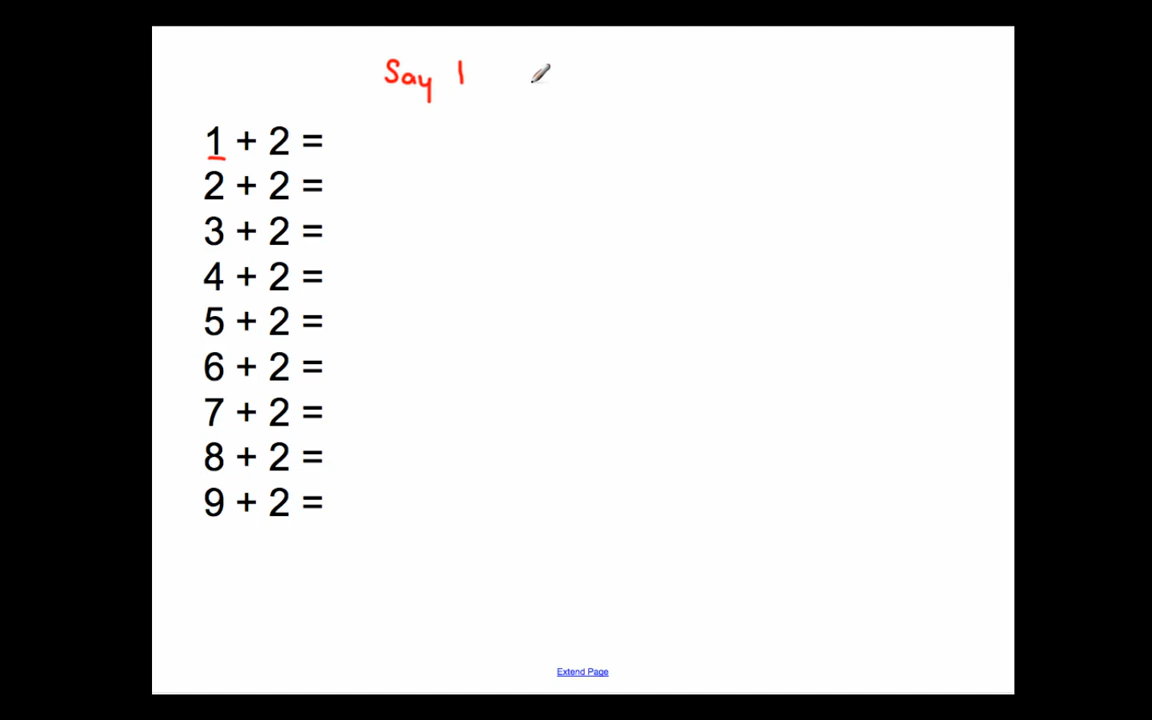 Say 1
1 + 2 =
2 + 2 =
3 + 2 =
4 + 2 =
5 + 2 =
6 + 2 =
7 + 2 =
8 + 2 =
9 + 2 =
Extend Page